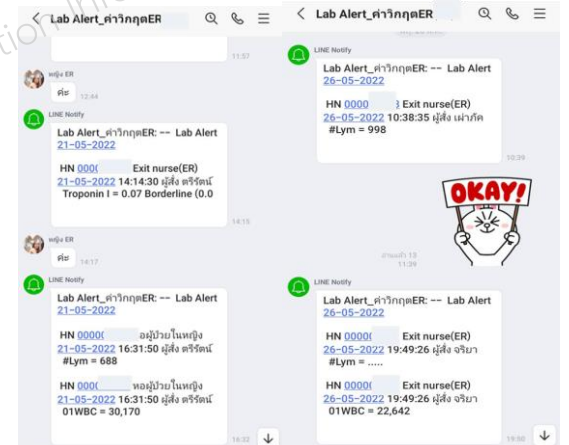 Lab Alert_ค่าวิกฤตER
11:57
หญิง ER
ค่ะ
12:44
LINE Notify
Lab Alert_ค่าวิกฤตER: -- Lab Alert
21-05-2022
HN 000( Exit nurse(ER)
21-05-2022 14:14:30 ผู้สั่ง ตรีรัตน์
Troponin I = 0.07 Borderline (0.0
14:15
หญิง ER
ค่ะ
14:17
LINE Notify
Lab Alert_ค่าวิกฤตER: -- Lab Alert
21-05-2022
HN 0000( อผู้ป่วยในหญิง
21-05-2022 16:31:50 ผู้สั่ง ตรีรัตน์
#Lym = 688
HN 000( หอผู้ป่วยในหญิง
21-05-2022 16:31:50 ผู้สั่ง ตรีรัตน์
01WBC = 30,170
16:32
Lab Alert_ค่าวิกฤตER
LINE Notify
Lab Alert_ค่าวิกฤตER: -- Lab Alert
26-05-2022
HN 0000 Exit nurse(ER)
26-05-2022 10:38:35 ผู้สั่ง เผ่าภัค
#Lym = 998
10:39
OKAY!
อ่านแล้ว 13
11:39
LINE Notify
Lab Alert_ค่าวิกฤตER: -- Lab Alert
26-05-2022
HN 0000( Exit nurse(ER)
26-05-2022 19:49:26 ผู้สั่ง จริยา
#Lym = .....
HN 0000( Exit nurse(ER)
26-05-2022 19:49:26 ผู้สั่ง จริยา
01WBC = 22,642
19:50